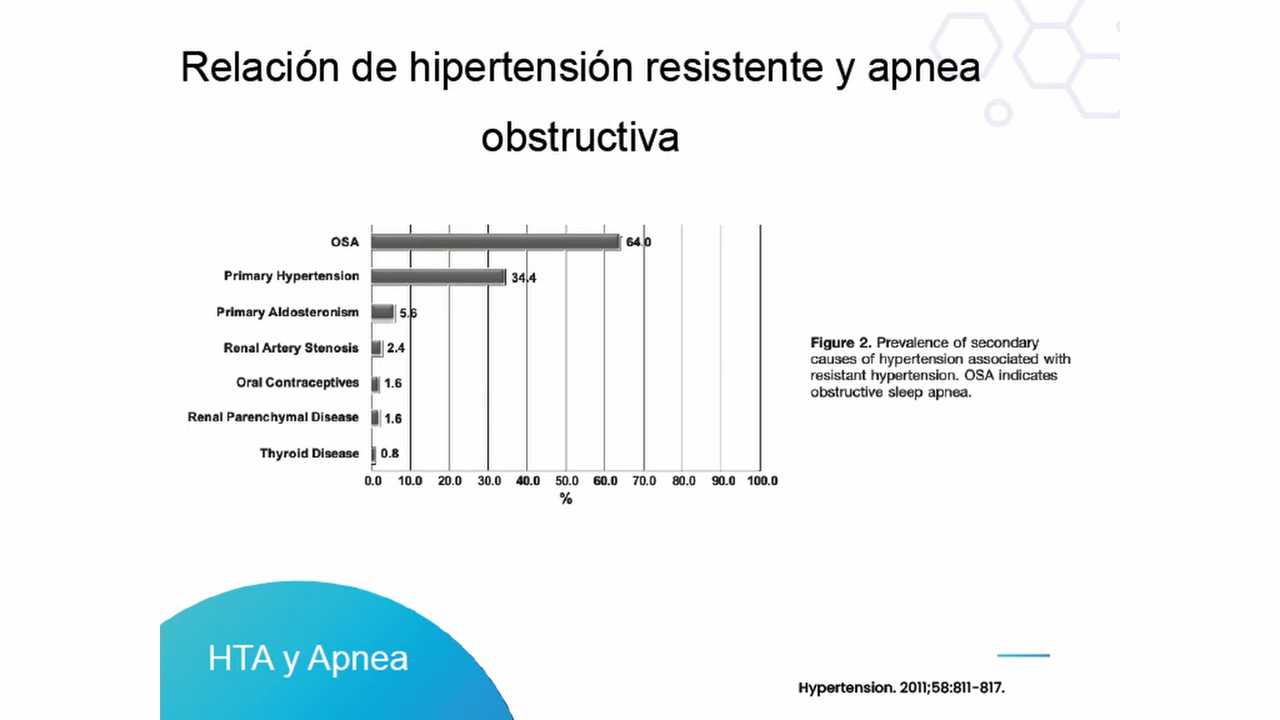 Relación de hipertensión resistente y apnea
obstructiva
OSA 64.0
Primary Hypertension 34.4
Primary Aldosteronism 5.6
Renal Artery Stenosis 2.4
Oral Contraceptives 1.6
Renal Parenchymal Disease 1.6
Thyroid Disease 0.8
0.0 10.0 20.0 30.0 40.0 50.0 60.0 70.0 80.0 90.0 100.0
%
Figure 2. Prevalence of secondary
causes of hypertension associated with
resistant hypertension. OSA indicates
obstructive sleep apnea.
HTA y Apnea
Hypertension. 2011;58:811-817.